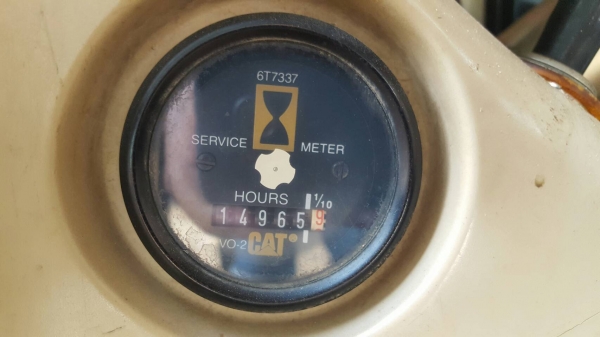 6T7337
SERVICE METER
HOURS 1/10
14965 9
VO-2 CAT